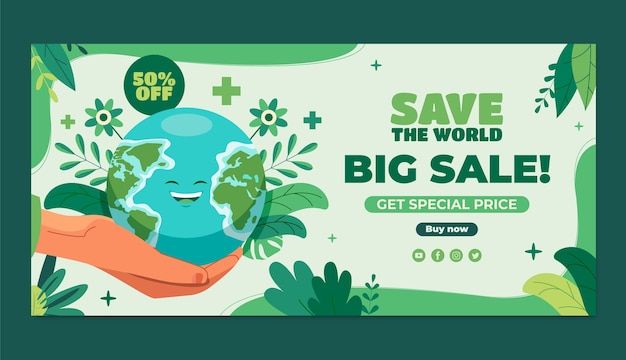 50%
OFF
SAVE
THE WORLD
BIG SALE!
GET SPECIAL PRICE
Buy now